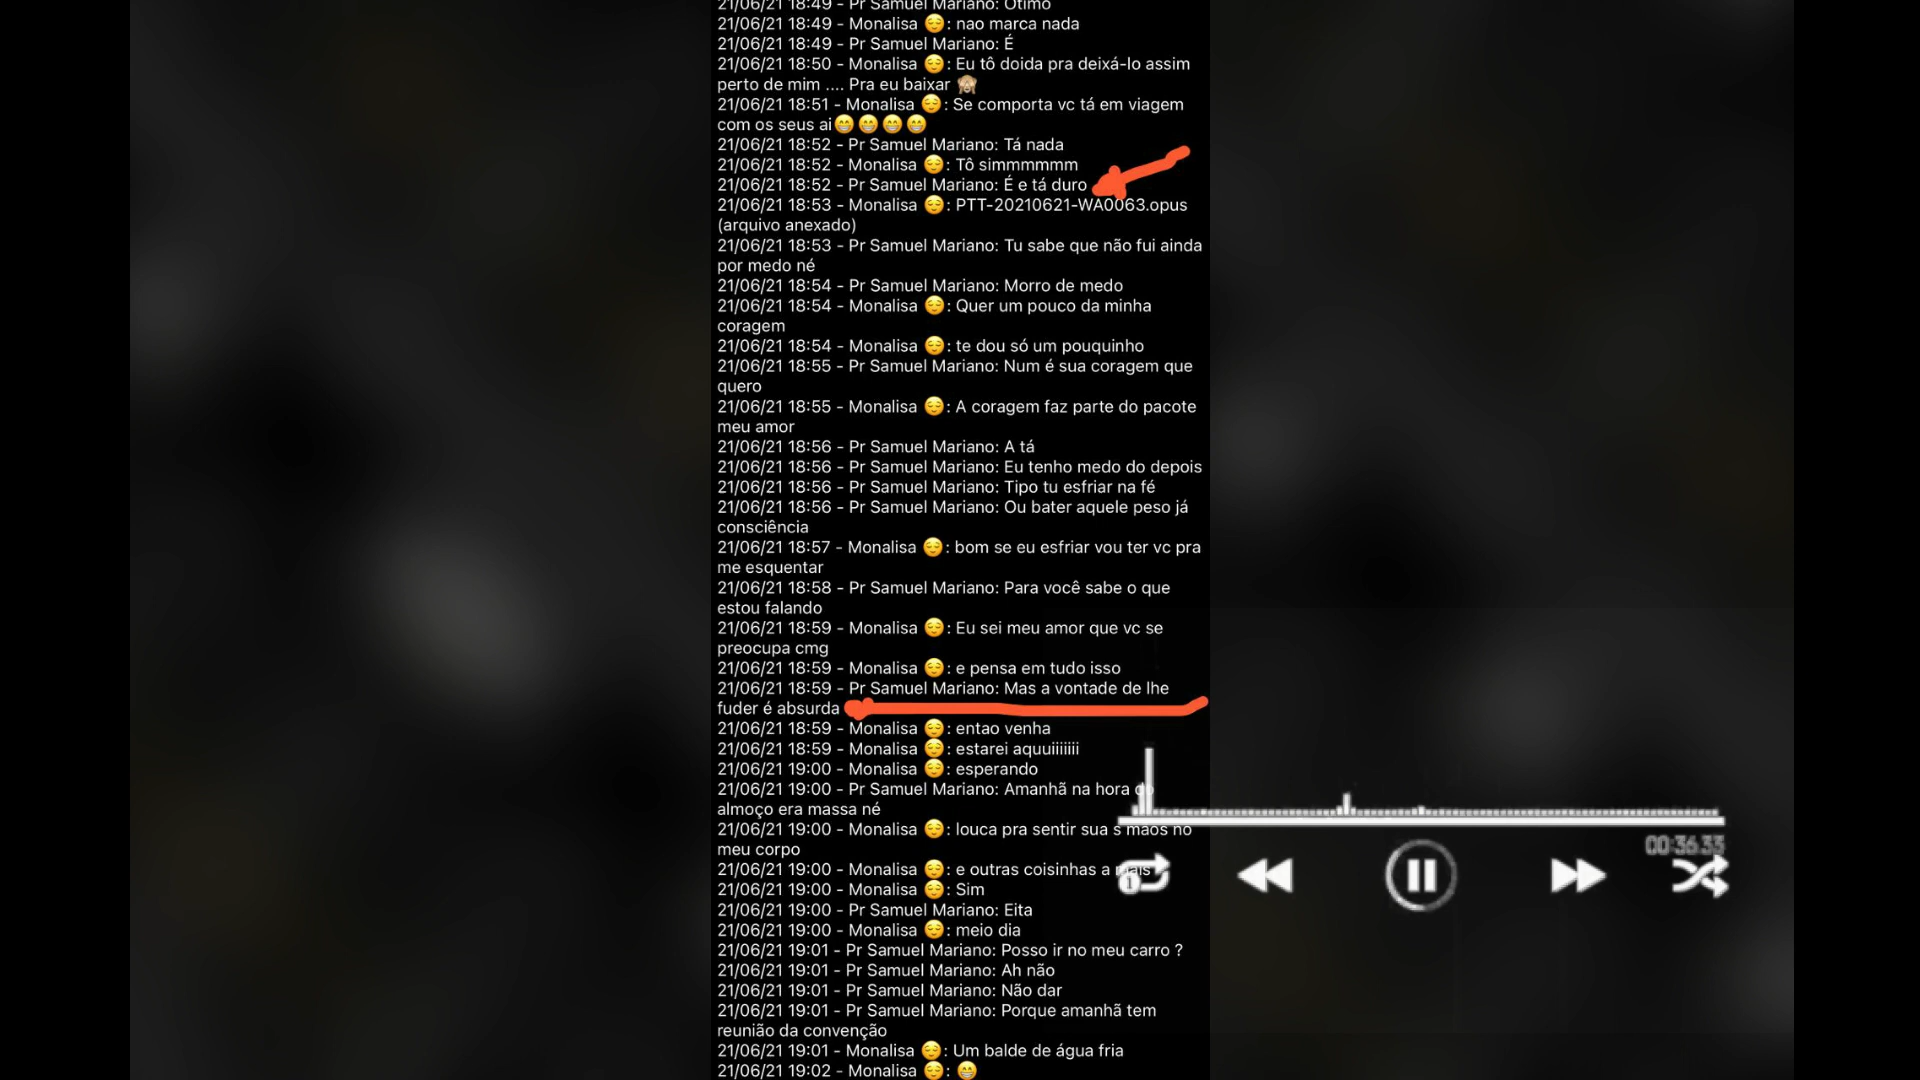 21/06/21 18:49 - Pr Samuel Mariano: Ótimo
21/06/21 18:49 - Monalisa 😌: nao marca nada
21/06/21 18:49 - Pr Samuel Mariano: É
21/06/21 18:50 - Monalisa 😌: Eu tô doida pra deixá-lo assim
perto de mim .... Pra eu baixar 🙈
21/06/21 18:51 - Monalisa 😌: Se comporta vc tá em viagem
com os seus ai😁😁😁😁
21/06/21 18:52 - Pr Samuel Mariano: Tá nada
21/06/21 18:52 - Monalisa 😌: Tô simmmmmm
21/06/21 18:52 - Pr Samuel Mariano: É e tá duro
21/06/21 18:53 - Monalisa 😌: PTT-20210621-WA0063.opus
(arquivo anexado)
21/06/21 18:53 - Pr Samuel Mariano: Tu sabe que não fui ainda
por medo né
21/06/21 18:54 - Pr Samuel Mariano: Morro de medo
21/06/21 18:54 - Monalisa 😌: Quer um pouco da minha
coragem
21/06/21 18:54 - Monalisa 😌: te dou só um pouquinho
21/06/21 18:55 - Pr Samuel Mariano: Num é sua coragem que
quero
21/06/21 18:55 - Monalisa 😌: A coragem faz parte do pacote
meu amor
21/06/21 18:56 - Pr Samuel Mariano: A tá
21/06/21 18:56 - Pr Samuel Mariano: Eu tenho medo do depois
21/06/21 18:56 - Pr Samuel Mariano: Tipo tu esfriar na fé
21/06/21 18:56 - Pr Samuel Mariano: Ou bater aquele peso já
consciência
21/06/21 18:57 - Monalisa 😌: bom se eu esfriar vou ter vc pra
me esquentar
21/06/21 18:58 - Pr Samuel Mariano: Para você sabe o que
estou falando
21/06/21 18:59 - Monalisa 😌: Eu sei meu amor que vc se
preocupa cmg
21/06/21 18:59 - Monalisa 😌: e pensa em tudo isso
21/06/21 18:59 - Pr Samuel Mariano: Mas a vontade de lhe
fuder é absurda
21/06/21 18:59 - Monalisa 😌: entao venha
21/06/21 18:59 - Monalisa 😌: estarei aquuiiiiiii
21/06/21 19:00 - Monalisa 😌: esperando
21/06/21 19:00 - Pr Samuel Mariano: Amanhã na hora do
almoço era massa né
21/06/21 19:00 - Monalisa 😌: louca pra sentir sua s mãos no
meu corpo
21/06/21 19:00 - Monalisa 😌: e outras coisinhas a mais
21/06/21 19:00 - Monalisa 😌: Sim
21/06/21 19:00 - Pr Samuel Mariano: Eita
21/06/21 19:00 - Monalisa 😌: meio dia
21/06/21 19:01 - Pr Samuel Mariano: Posso ir no meu carro ?
21/06/21 19:01 - Pr Samuel Mariano: Ah não
21/06/21 19:01 - Pr Samuel Mariano: Não dar
21/06/21 19:01 - Pr Samuel Mariano: Porque amanhã tem
reunião da convenção
21/06/21 19:01 - Monalisa 😌: Um balde de água fria
21/06/21 19:02 - Monalisa 😌: 😁
00:36.33
1